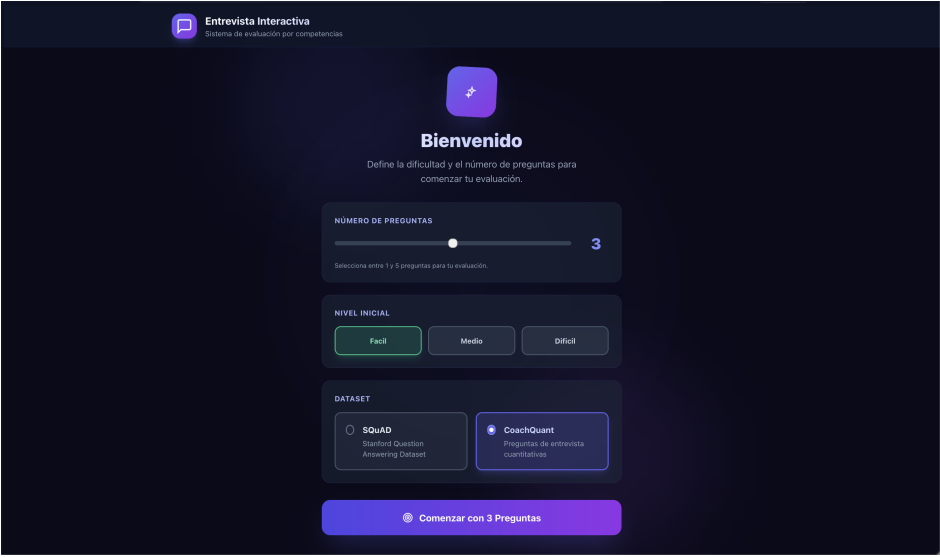 Entrevista Interactiva
Sistema de evaluación por competencias
Bienvenido
Define la dificultad y el número de preguntas para
comenzar tu evaluación.
NÚMERO DE PREGUNTAS
3
Selecciona entre 1 y 5 preguntas para tu evaluación.
NIVEL INICIAL
Facil
Medio
Dificil
DATASET
SQuAD
Stanford Question
Answering Dataset
CoachQuant
Preguntas de entrevista
cuantitativas
Comenzar con 3 Preguntas